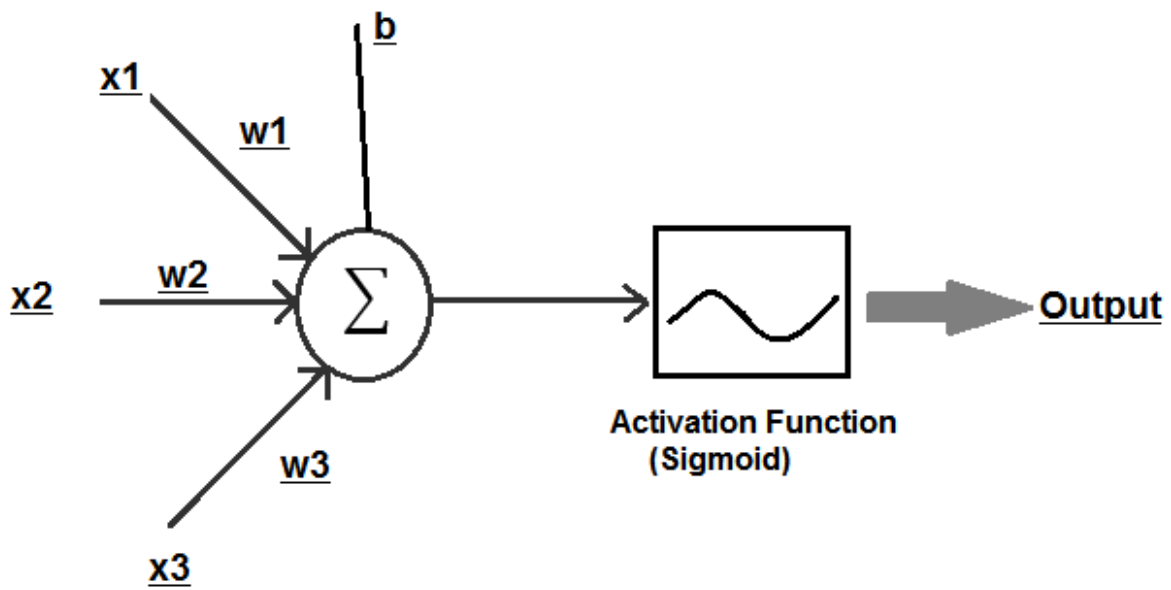 b
x1
w1
x2
w2
∑
Output
Activation Function
(Sigmoid)
w3
x3